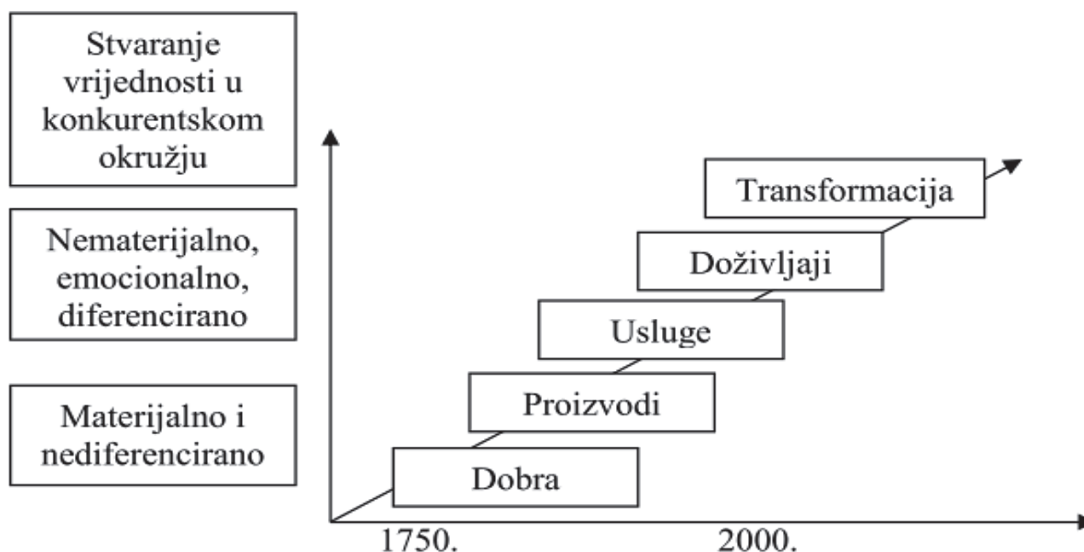 Stvaranje
vrijednosti u
konkurentskom
okružju
Nematerijalno,
emocionalno,
diferencirano
Materijalno i
nediferencirano
Transformacija
Doživljaji
Usluge
Proizvodi
Dobra
1750.
2000.